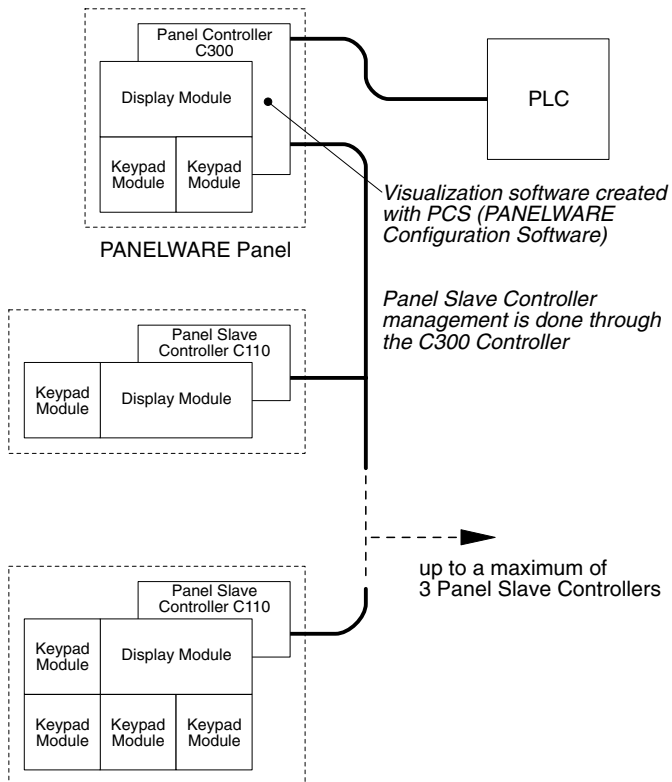 Panel Controller
C300
Display Module
Keypad
Module
Keypad
Module
PANELWARE Panel
PLC
Visualization software created
with PCS (PANELWARE
Configuration Software)
Panel Slave Controller
management is done through
the C300 Controller
Panel Slave
Controller C110
Keypad
Module
Display Module
up to a maximum of
3 Panel Slave Controllers
Panel Slave
Controller C110
Keypad
Module
Display Module
Keypad
Module
Keypad
Module
Keypad
Module